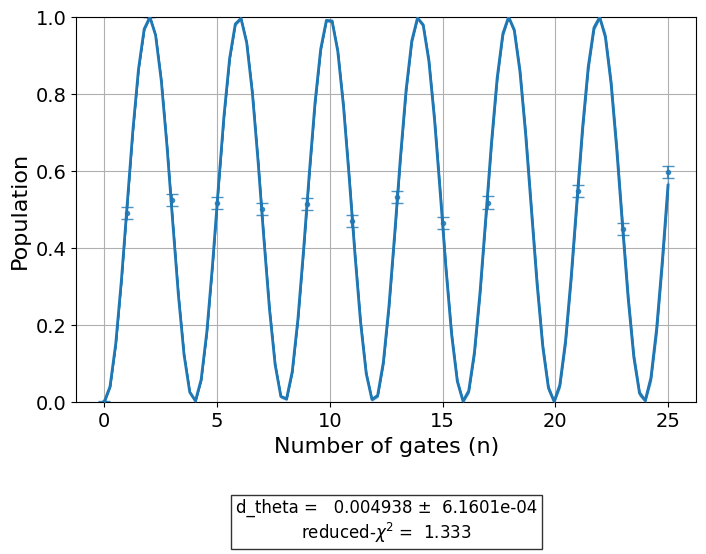 1.0
0.8
0.6
0.4
0.2
0.0
Population
0 5 10 15 20 25
Number of gates (n)
d_theta = 0.004938 ± 6.1601e-04
reduced-χ² = 1.333